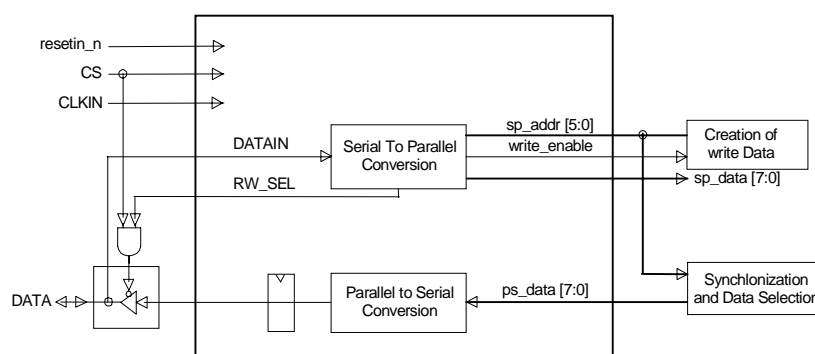 resetin_n
CS
CLKIN
DATAIN
RW_SEL
Serial To Parallel
Conversion
sp_addr [5:0]
write_enable
sp_data [7:0]
Creation of
write Data
DATA
Parallel to Serial
Conversion
ps_data [7:0]
Synchlonization
and Data Selection